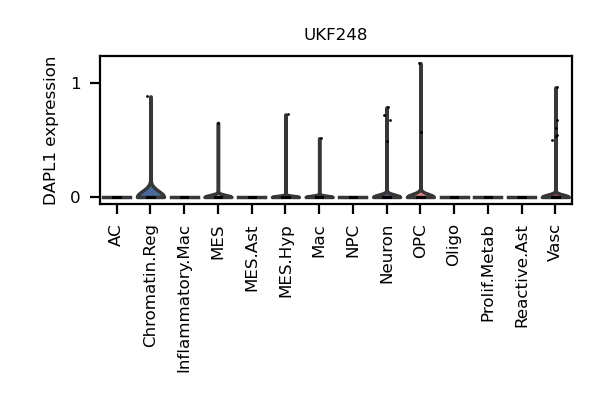 UKF248
DAPL1 expression
1
0
AC
Chromatin.Reg
Inflammatory.Mac
MES
MES.Ast
MES.Hyp
Mac
NPC
Neuron
OPC
Oligo
Prolif.Metab
Reactive.Ast
Vasc